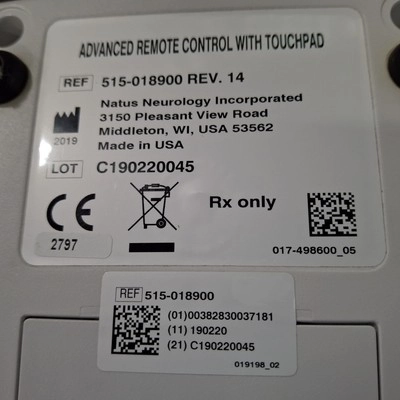 ADVANCED REMOTE CONTROL WITH TOUCHPAD
REF 515-018900 REV. 14
Natus Neurology Incorporated
3150 Pleasant View Road
Middleton, WI, USA 53562
Made in USA
2019
LOT C190220045
CE
2797
Rx only
017-498600_05
REF 515-018900
(01)00382830037181
(11) 190220
(21) C190220045
019198_02